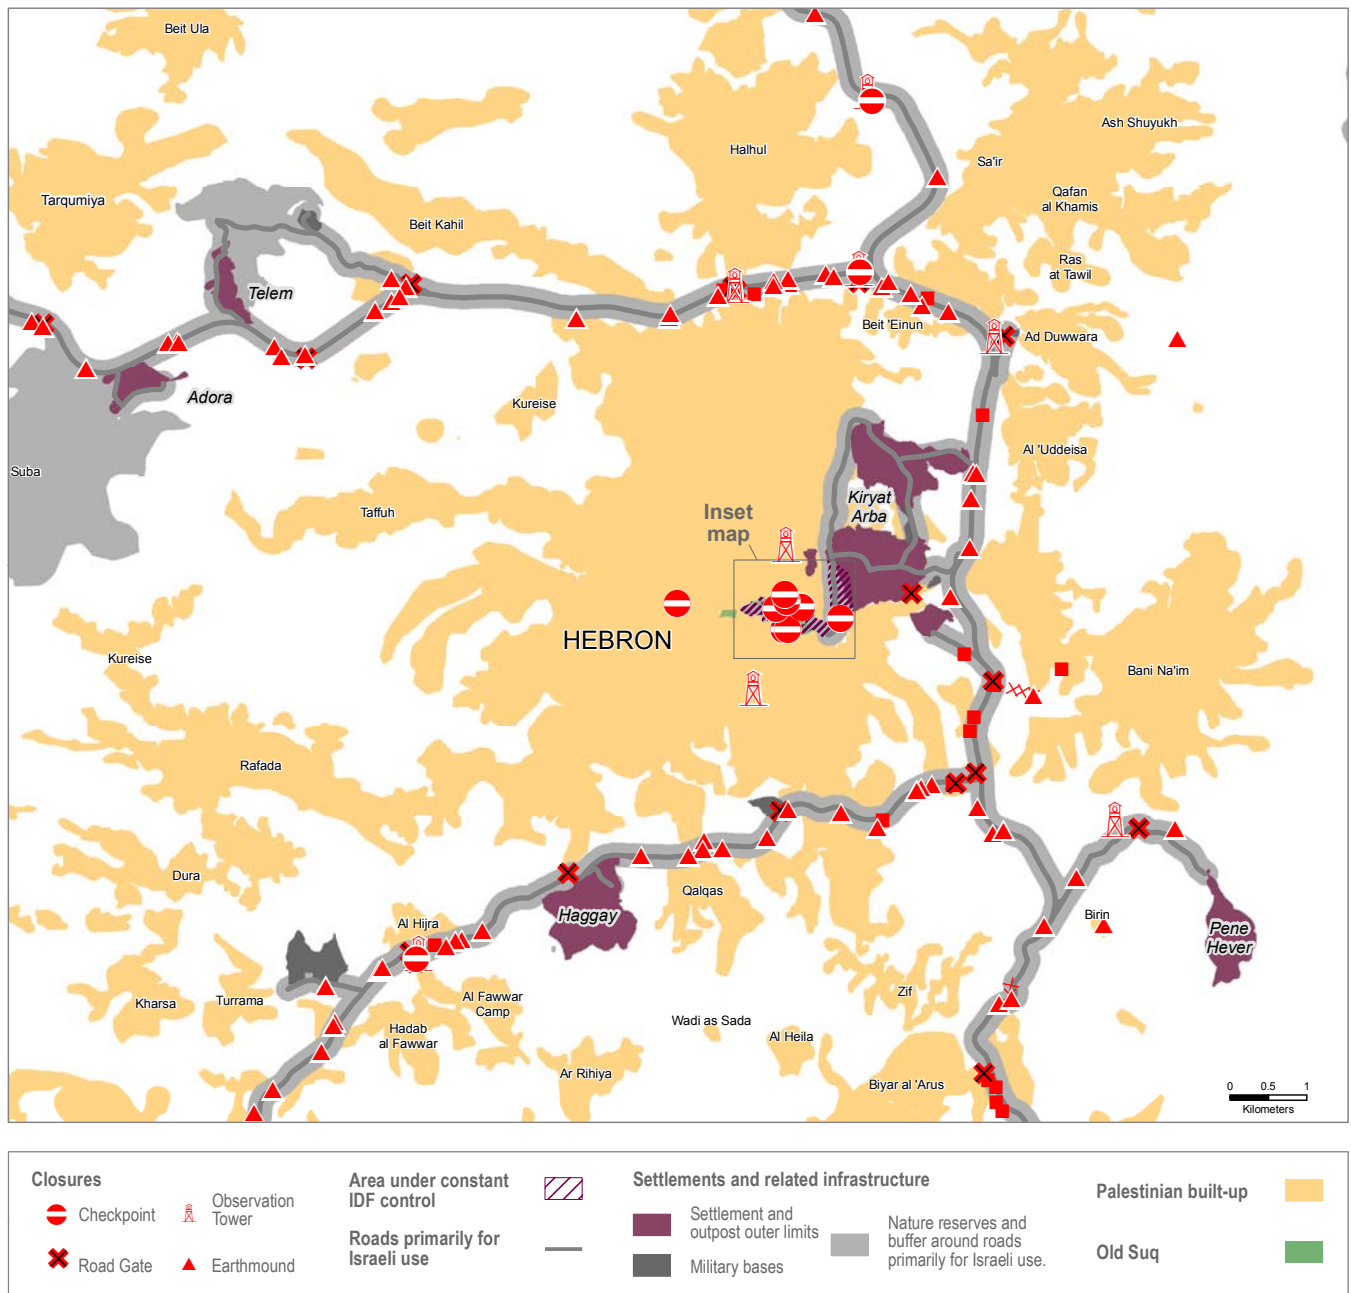 Beit Ula
Ash Shuyukh
Halhul
Sa'ir
Qafan
al Khamis
Tarqumiya
Beit Kahil
Ras
at Tawil
Telem
Beit 'Einun
Ad Duwwara
Adora
Kureise
Al 'Uddeisa
Suba
Kiryat
Arba
Taffuh
Inset
map
HEBRON
Kureise
Bani Na'im
Rafada
Dura
Qalqas
Al Hijra
Haggay
Birin
Pene
Hever
Kharsa
Turrama
Al Fawwar
Camp
Zif
Hadab
al Fawwar
Wadi as Sada
Al Heila
Ar Rihiya
Biyar al 'Arus
0 0.5 1
Kilometers
Closures
Checkpoint
Observation
Tower
Road Gate
Earthmound
Area under constant
IDF control
Roads primarily for
Israeli use
Settlements and related infrastructure
Settlement and
outpost outer limits
Military bases
Nature reserves and
buffer around roads
primarily for Israeli use.
Palestinian built-up
Old Suq